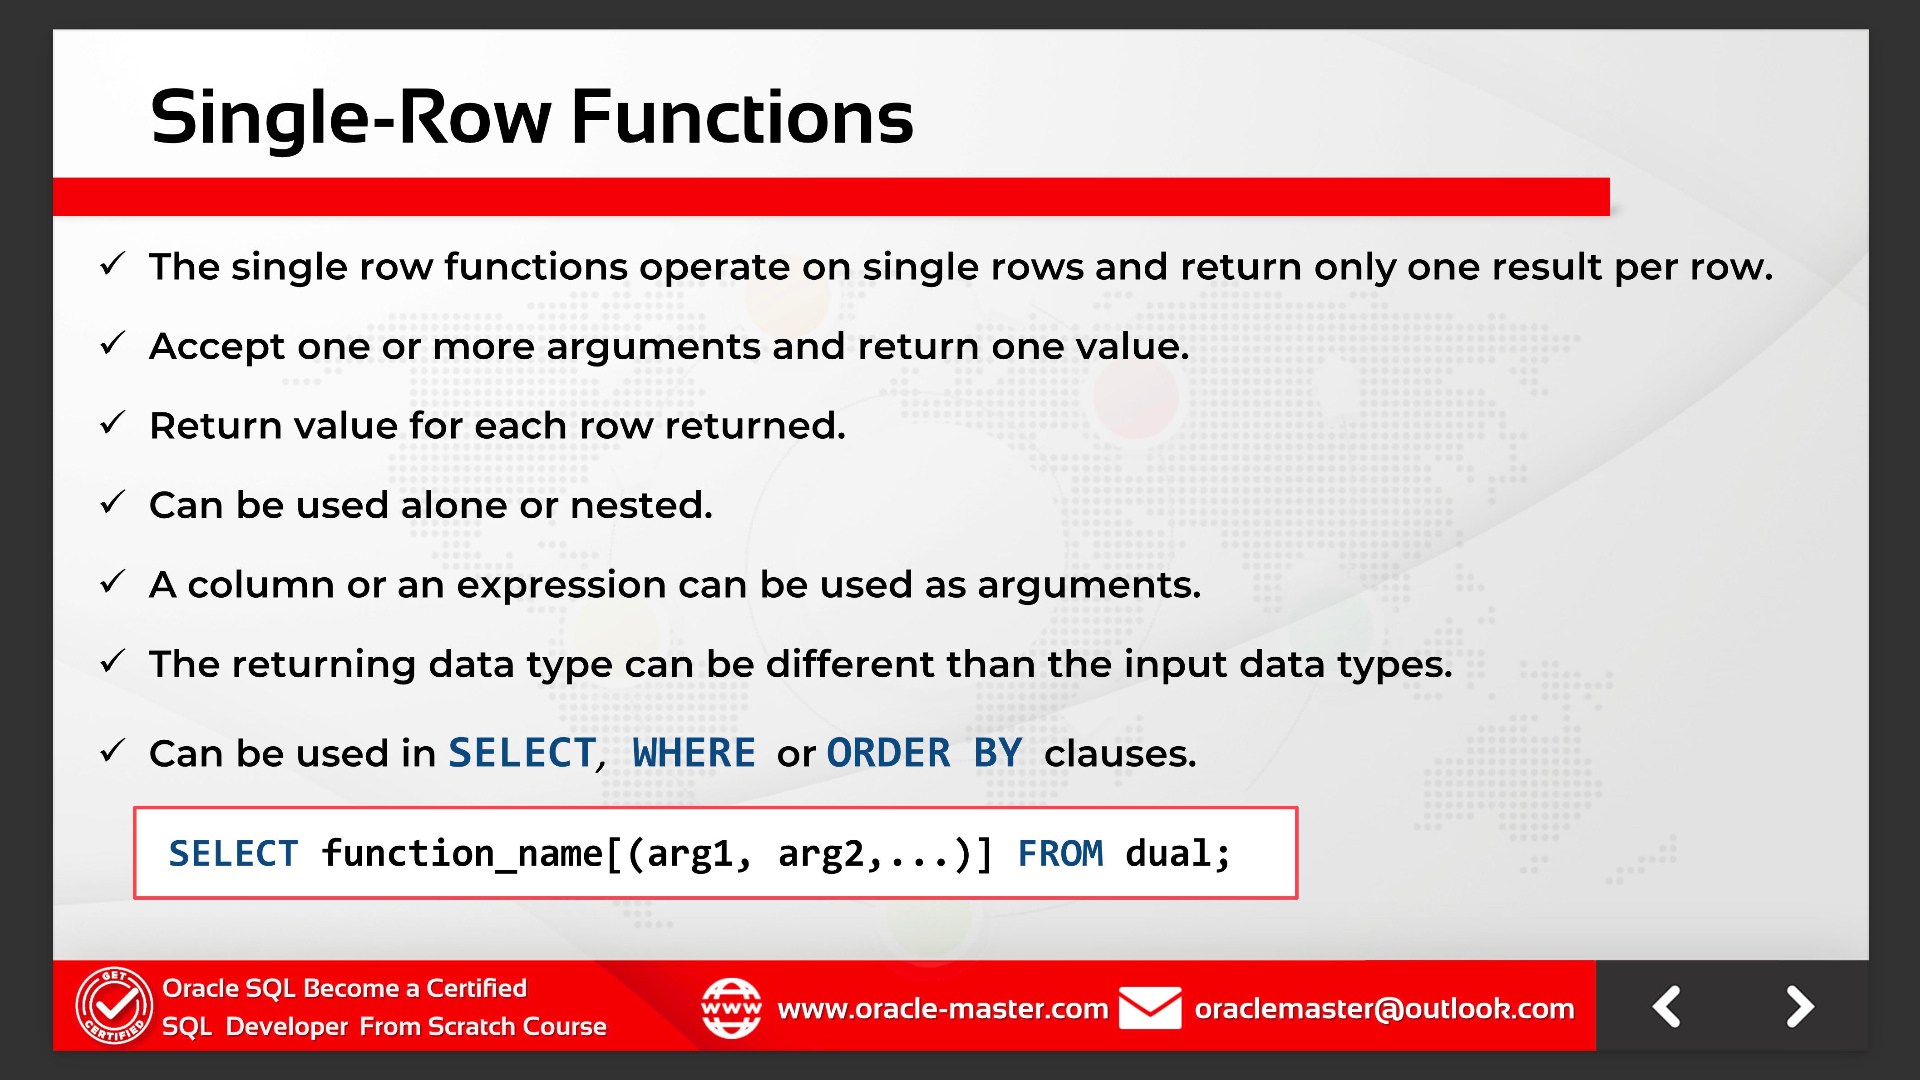 Single-Row Functions
✓ The single row functions operate on single rows and return only one result per row.
✓ Accept one or more arguments and return one value.
✓ Return value for each row returned.
✓ Can be used alone or nested.
✓ A column or an expression can be used as arguments.
✓ The returning data type can be different than the input data types.
✓ Can be used in SELECT, WHERE or ORDER BY clauses.
SELECT function_name[(arg1, arg2,...)] FROM dual;
GET
CERTIFIED
Oracle SQL Become a Certified
SQL Developer From Scratch Course
www
www.oracle-master.com
oraclemaster@outlook.com